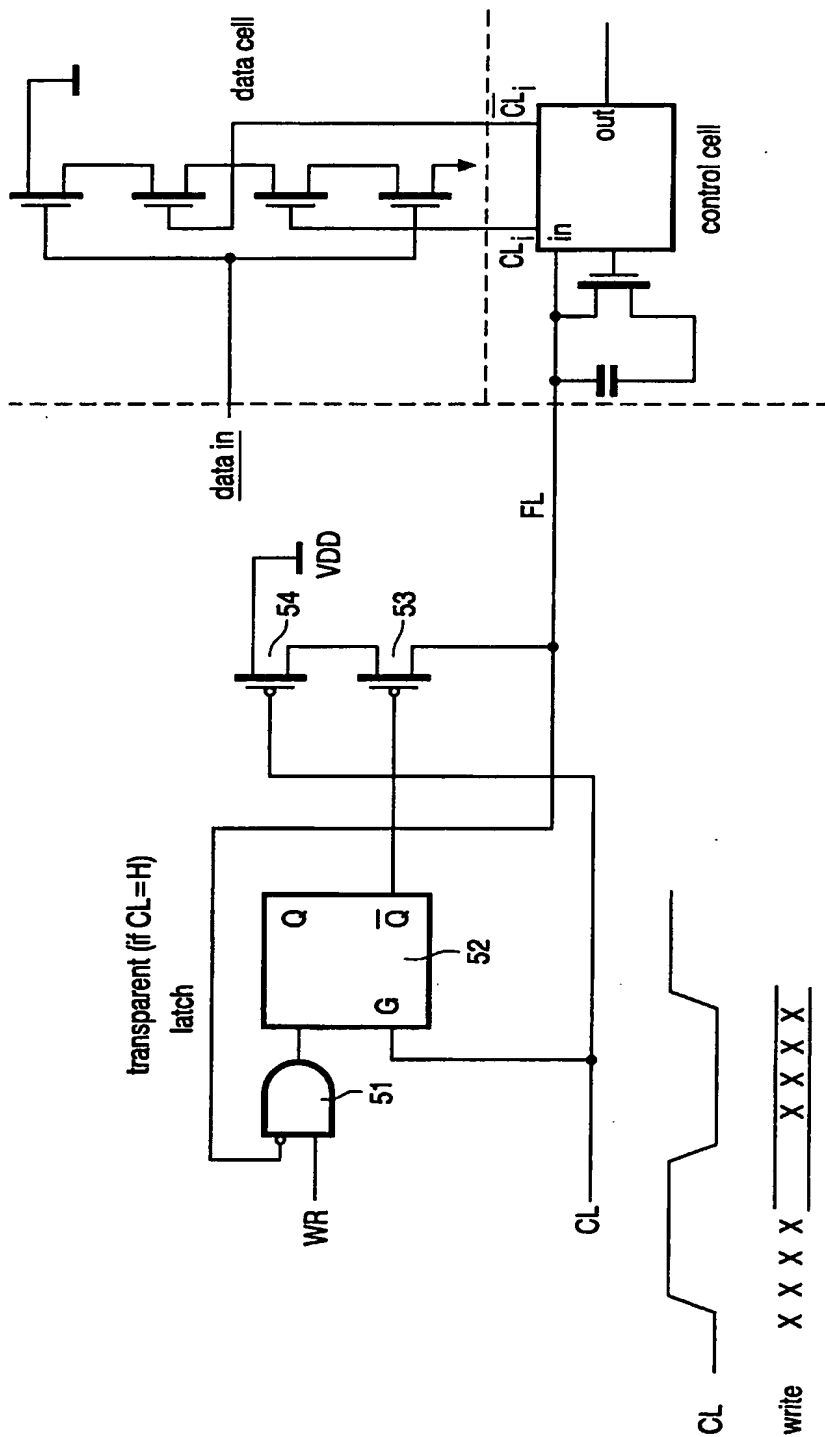 transparent (if CL=H)
latch
WR
51
Q
Q̅
G
52
CL
54
VDD
53
FL
data in
data cell
CL̅i
CLi
in
out
control cell
CL
write X X X X X X X X